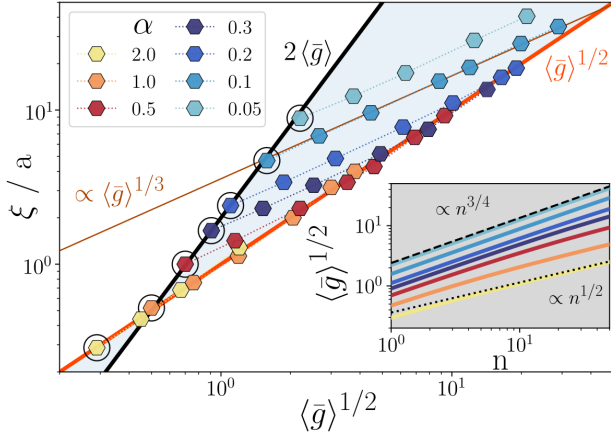 α
2.0
1.0
0.5
0.3
0.2
0.1
0.05
2⟨ḡ⟩
⟨ḡ⟩^{1/2}
∝ ⟨ḡ⟩^{1/3}
ξ / a
10^1
10^0
10^0
10^1
⟨ḡ⟩^{1/2}
∝ n^{3/4}
∝ n^{1/2}
⟨ḡ⟩^{1/2}
10^1
10^0
10^0
10^1
n